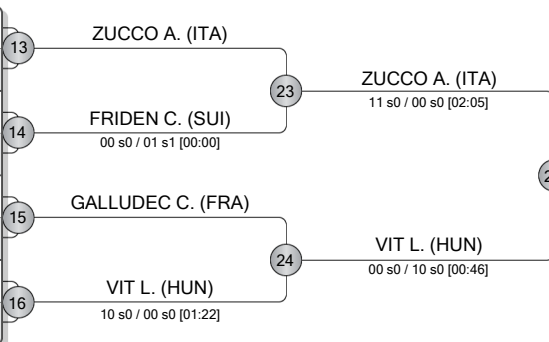 13
ZUCCO A. (ITA)
23
ZUCCO A. (ITA)
11 s0 / 00 s0 [02:05]
14
FRIDEN C. (SUI)
00 s0 / 01 s1 [00:00]
15
GALLUDEC C. (FRA)
24
VIT L. (HUN)
00 s0 / 10 s0 [00:46]
16
VIT L. (HUN)
10 s0 / 00 s0 [01:22]